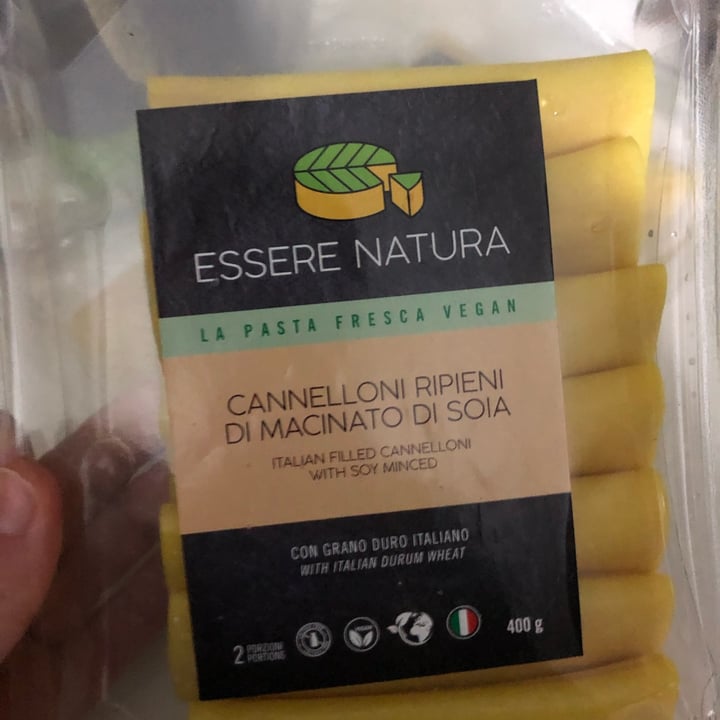 ESSERE NATURA
LA PASTA FRESCA VEGAN
CANNELLONI RIPIENI
DI MACINATO DI SOIA
ITALIAN FILLED CANNELLONI
WITH SOY MINCED
CON GRANO DURO ITALIANO
WITH ITALIAN DURUM WHEAT
2 PORZIONI
PORTIONS
VEGAN
400 g